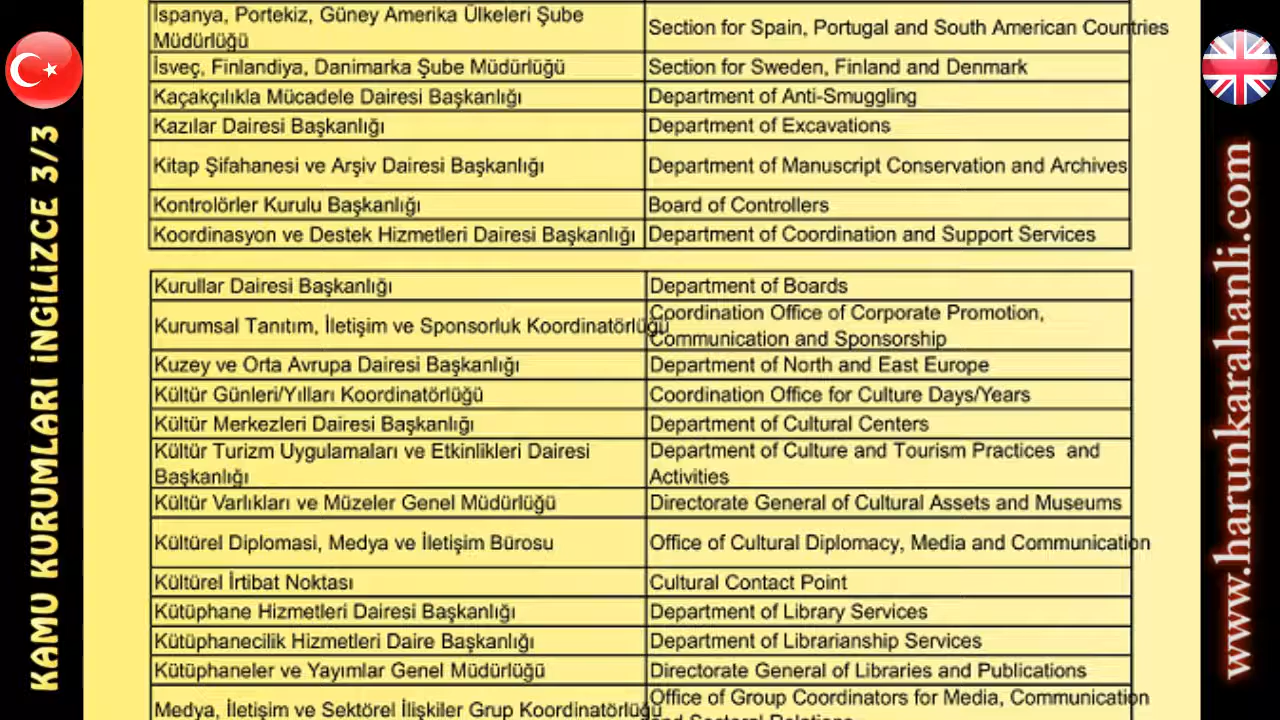 KAMU KURUMLARI İNGİLİZCE 3/3
İspanya, Portekiz, Güney Amerika Ülkeleri Şube
Müdürlüğü
Section for Spain, Portugal and South American Countries
İsveç, Finlandiya, Danimarka Şube Müdürlüğü
Section for Sweden, Finland and Denmark
Kaçakçılıkla Mücadele Dairesi Başkanlığı
Department of Anti-Smuggling
Kazılar Dairesi Başkanlığı
Department of Excavations
Kitap Şifahanesi ve Arşiv Dairesi Başkanlığı
Department of Manuscript Conservation and Archives
Kontrolörler Kurulu Başkanlığı
Board of Controllers
Koordinasyon ve Destek Hizmetleri Dairesi Başkanlığı
Department of Coordination and Support Services
Kurullar Dairesi Başkanlığı
Department of Boards
Kurumsal Tanıtım, İletişim ve Sponsorluk Koordinatörlüğü
Coordination Office of Corporate Promotion,
Communication and Sponsorship
Kuzey ve Orta Avrupa Dairesi Başkanlığı
Department of North and East Europe
Kültür Günleri/Yılları Koordinatörlüğü
Coordination Office for Culture Days/Years
Kültür Merkezleri Dairesi Başkanlığı
Department of Cultural Centers
Kültür Turizm Uygulamaları ve Etkinlikleri Dairesi
Başkanlığı
Department of Culture and Tourism Practices and
Activities
Kültür Varlıkları ve Müzeler Genel Müdürlüğü
Directorate General of Cultural Assets and Museums
Kültürel Diplomasi, Medya ve İletişim Bürosu
Office of Cultural Diplomacy, Media and Communication
Kültürel İrtibat Noktası
Cultural Contact Point
Kütüphane Hizmetleri Dairesi Başkanlığı
Department of Library Services
Kütüphanecilik Hizmetleri Daire Başkanlığı
Department of Librarianship Services
Kütüphaneler ve Yayımlar Genel Müdürlüğü
Directorate General of Libraries and Publications
Medya, İletişim ve Sektörel İlişkiler Grup Koordinatörlüğü
Office of Group Coordinators for Media, Communication
and Sectoral Relations
www.harunkarahanli.com